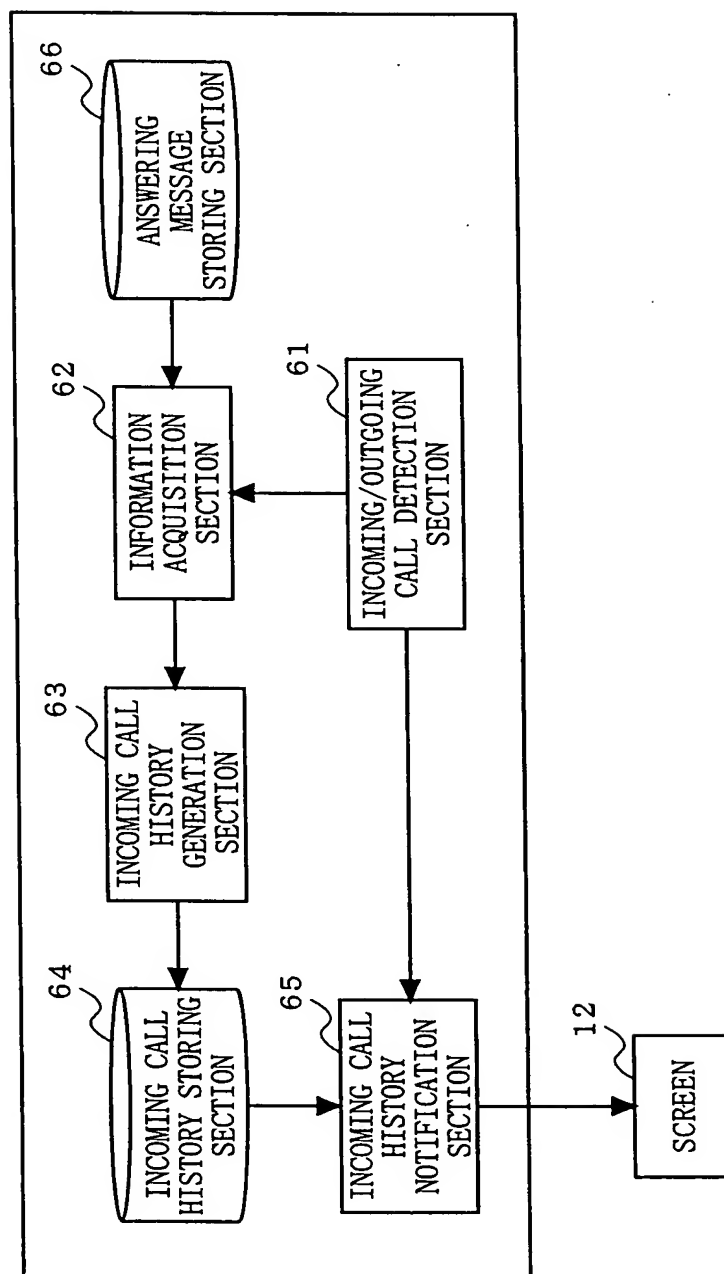 64
INCOMING CALL
HISTORY STORING
SECTION
63
INCOMING CALL
HISTORY
GENERATION
SECTION
62
INFORMATION
ACQUISITION
SECTION
66
ANSWERING
MESSAGE
STORING SECTION
65
INCOMING CALL
HISTORY
NOTIFICATION
SECTION
61
INCOMING/OUTGOING
CALL DETECTION
SECTION
12
SCREEN